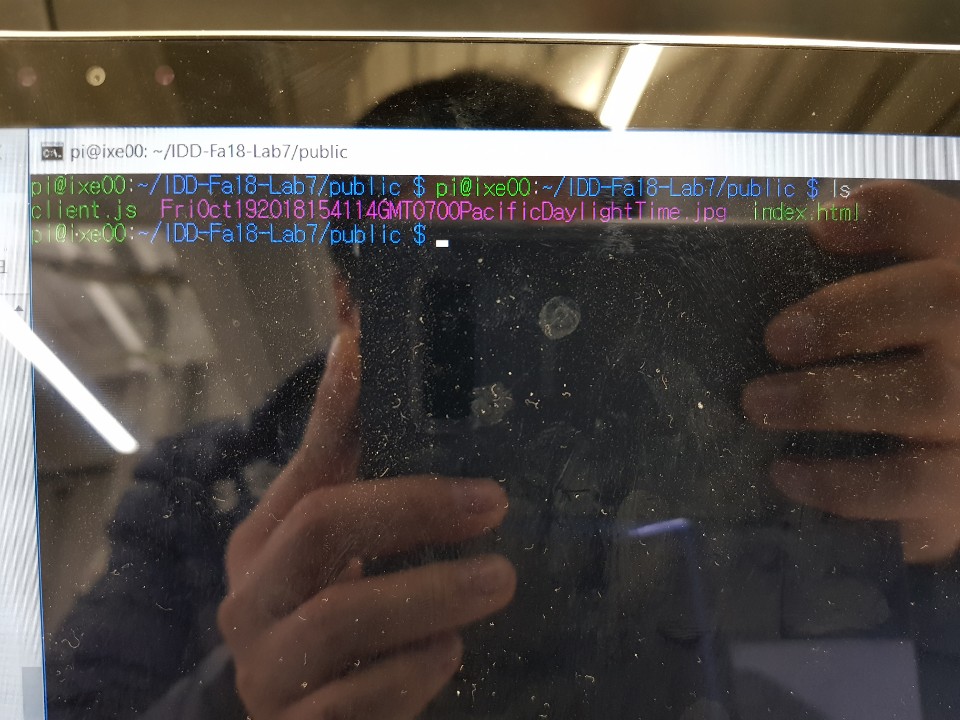 pi@ixe00: ~/IDD-Fa18-Lab7/public
pi@ixe00:~/IDD-Fa18-Lab7/public $ pi@ixe00:~/IDD-Fa18-Lab7/public $ ls
client.js  FriOct192018154114GMT0700PacificDaylightTime.jpg  index.html
pi@ixe00:~/IDD-Fa18-Lab7/public $